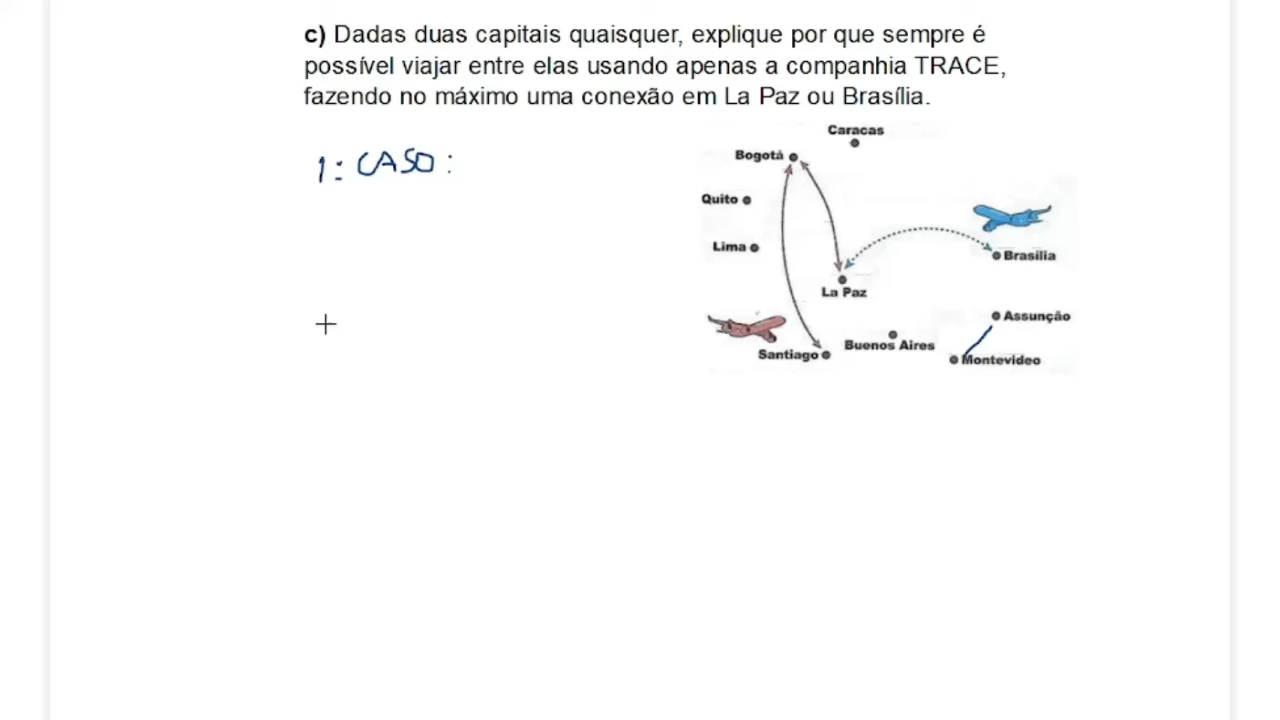 c) Dadas duas capitais quaisquer, explique por que sempre é
possível viajar entre elas usando apenas a companhia TRACE,
fazendo no máximo uma conexão em La Paz ou Brasília.
1: CASO:
Caracas
Bogotá
Quito
Lima
Brasília
La Paz
Assunção
Buenos Aires
Santiago
Montevideo